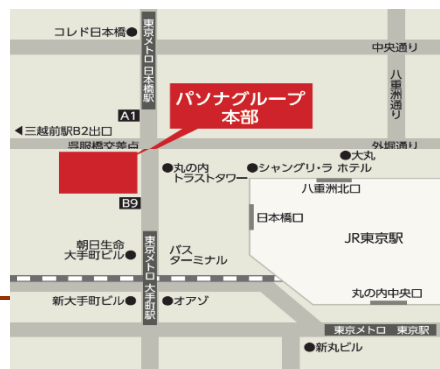 コレド日本橋
東京メトロ 日本橋駅
中央通り
八重洲通り
パソナグループ
本部
A1
◀三越前駅B2出口
呉服橋交差点
外堀通り
●大丸
●丸の内
トラストタワー
●シャングリ・ラ ホテル
八重洲北口
B9
日本橋口
JR東京駅
朝日生命
大手町ビル●
東京メトロ 大手町駅
バス
ターミナル
丸の内中央口
新大手町ビル●
●オアゾ
東京メトロ 東京駅
●新丸ビル